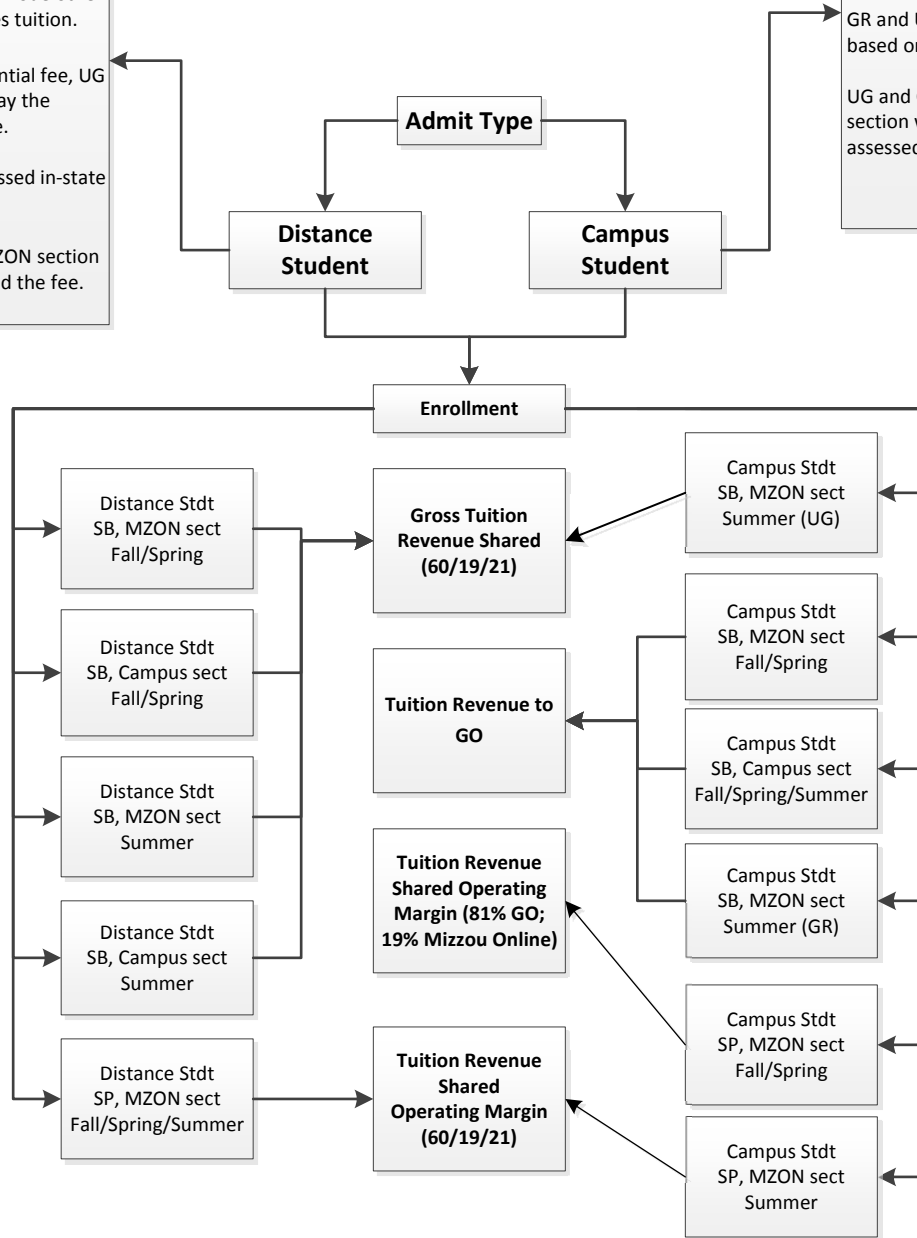 es tuition.
ntial fee, UG
ay the
e.
ssed in-state
ZON section
d the fee.
GR and
based
UG and
section
assessed
Admit Type
Distance
Student
Campus
Student
Enrollment
Distance Stdt
SB, MZON sect
Fall/Spring
Distance Stdt
SB, Campus sect
Fall/Spring
Distance Stdt
SB, MZON sect
Summer
Distance Stdt
SB, Campus sect
Summer
Distance Stdt
SP, MZON sect
Fall/Spring/Summer
Gross Tuition
Revenue Shared
(60/19/21)
Tuition Revenue to
GO
Tuition Revenue
Shared Operating
Margin (81% GO;
19% Mizzou Online)
Tuition Revenue
Shared
Operating Margin
(60/19/21)
Campus Stdt
SB, MZON sect
Summer (UG)
Campus Stdt
SB, MZON sect
Fall/Spring
Campus Stdt
SB, Campus sect
Fall/Spring/Summer
Campus Stdt
SB, MZON sect
Summer (GR)
Campus Stdt
SP, MZON sect
Fall/Spring
Campus Stdt
SP, MZON sect
Summer